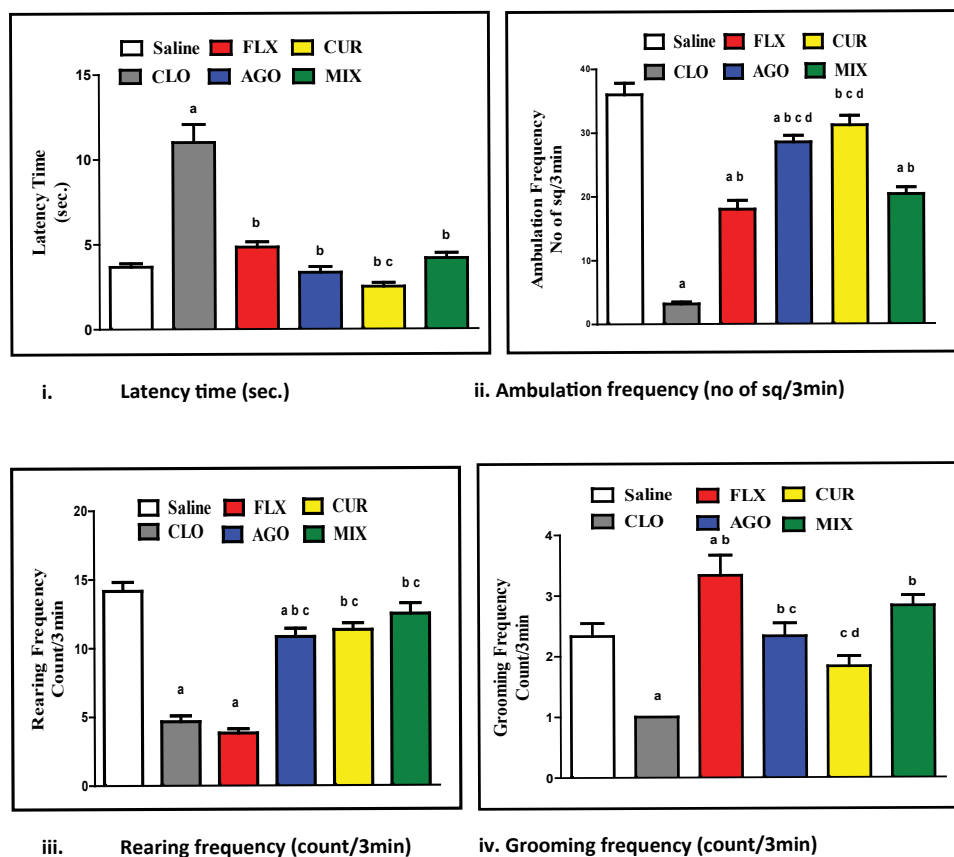 Saline FLX CUR
CLO AGO MIX
Latency Time
(sec.)
15
10
5
0
a
b
b
b c
b
Saline FLX CUR
CLO AGO MIX
Ambulation Frequency
No of sq/3min
40
30
20
10
0
a
a b
a b c d
b c d
a b
i. Latency time (sec.)
ii. Ambulation frequency (no of sq/3min)
Saline FLX CUR
CLO AGO MIX
Rearing Frequency
Count/3min
20
15
10
5
0
a
a
a b c
b c
b c
Saline FLX CUR
CLO AGO MIX
Grooming Frequency
Count/3min
4
3
2
1
0
a
a b
b c
c d
b
iii. Rearing frequency (count/3min)
iv. Grooming frequency (count/3min)